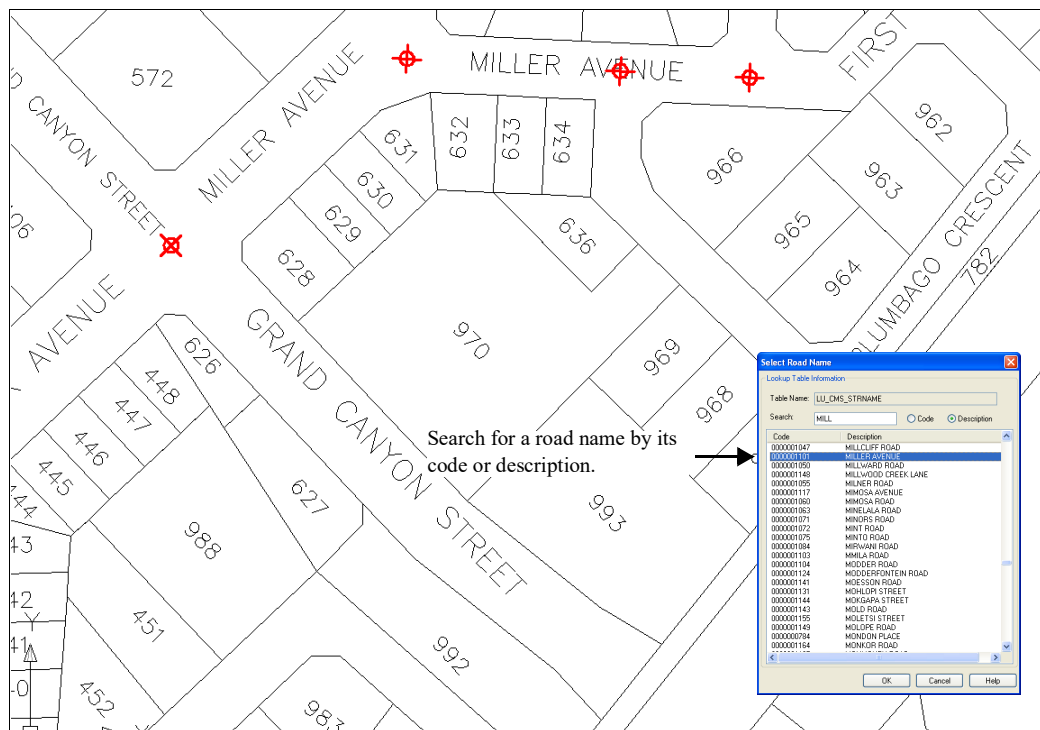 572
MILLER AVENUE
MILLER AVENUE
FIRST
CANYON STREET
631
632
633
634
630
629
628
636
966
962
963
965
964
PLUMBAGO CRESCENT
782
AVENUE
626
GRAND CANYON STREET
970
969
968
448
447
446
445
444
627
988
993
451
452
992
983
43
42
41
Y
Search for a road name by its
code or description.
Select Road Name
Lookup Table Information
Table Name: LU_CMS_STRNAME
Search: MILL Code Description
Code Description
0000001047 MILLCLIFF ROAD
0000001101 MILLER AVENUE
0000001050 MILLWARD ROAD
0000001148 MILLWOOD CREEK LANE
0000001055 MILNER ROAD
0000001117 MIMOSA AVENUE
0000001060 MIMOSA ROAD
0000001063 MINELALA ROAD
0000001071 MINORS ROAD
0000001072 MINT ROAD
0000001075 MINTO ROAD
0000001084 MIRWANI ROAD
0000001103 MMILA ROAD
0000001104 MODDER ROAD
0000001124 MODDERFONTEIN ROAD
0000001141 MOESSON ROAD
0000001131 MOHLOPI STREET
0000001144 MOKGAPA STREET
0000001143 MOLD ROAD
0000001155 MOLETSI STREET
0000001149 MOLOPE ROAD
0000000784 MONDON PLACE
0000001164 MONKOR ROAD
OK Cancel Help